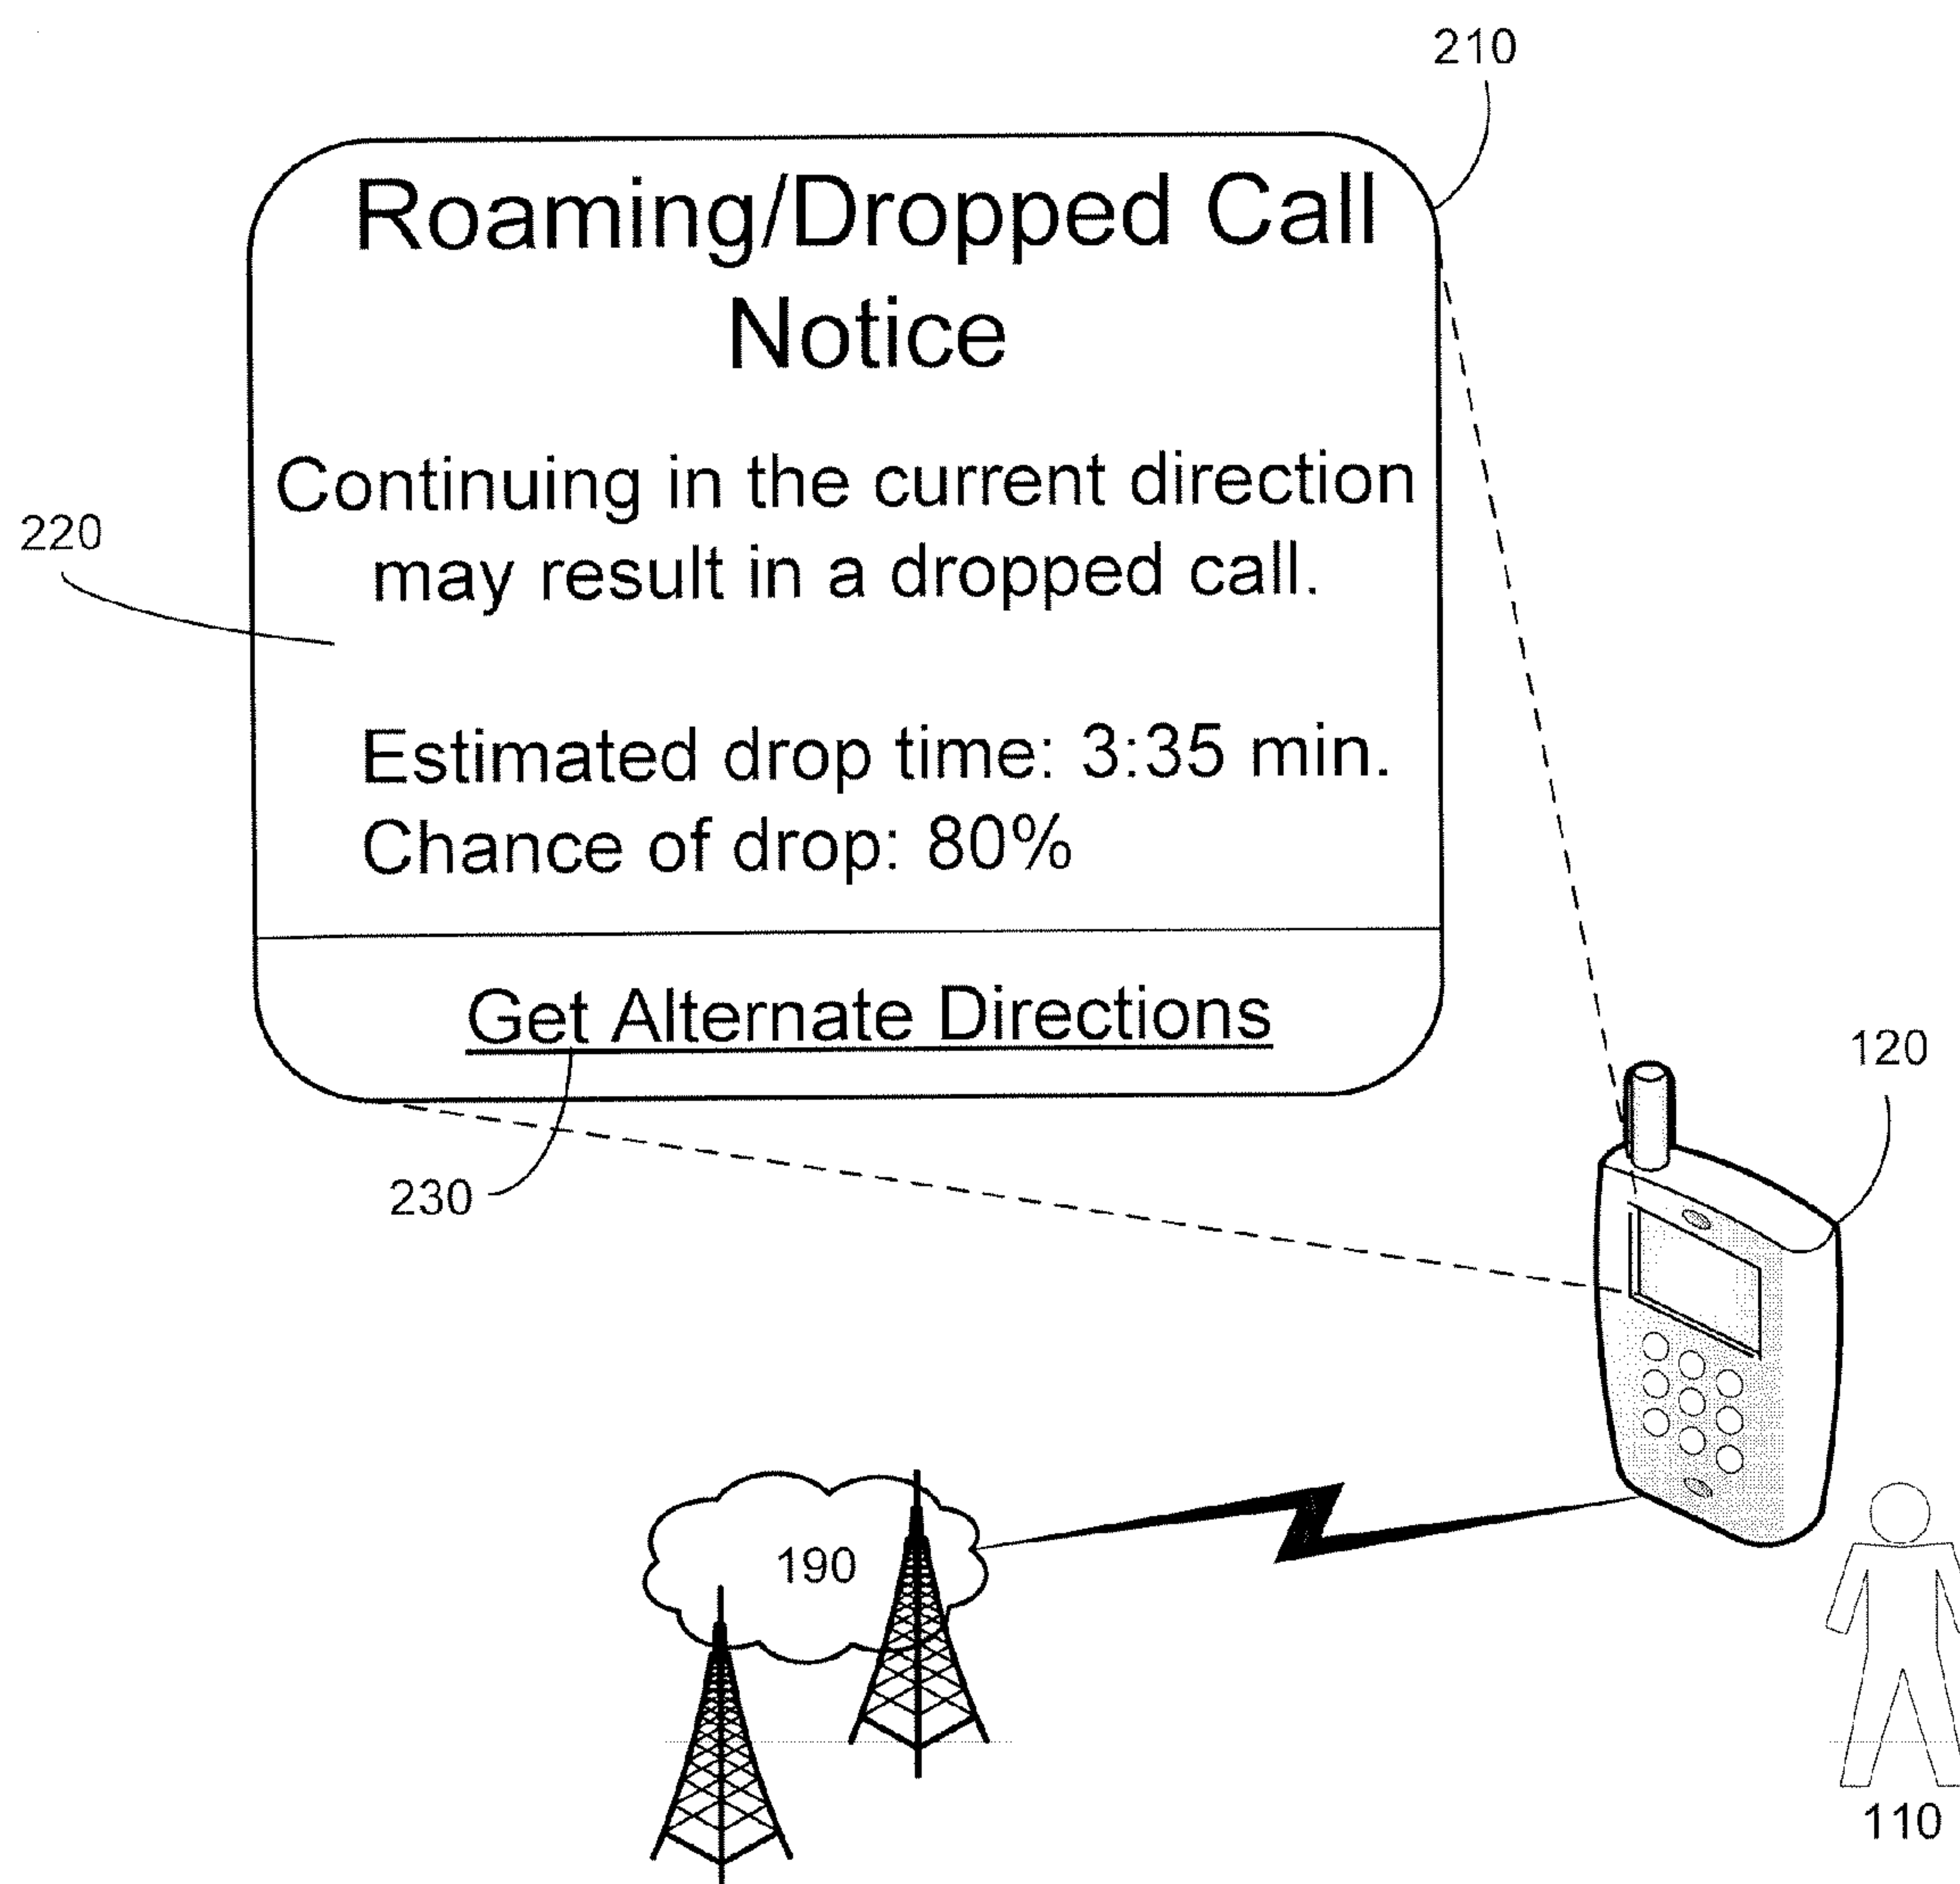 210
Roaming/Dropped Call
Notice
Continuing in the current direction
may result in a dropped call.
220
Estimated drop time: 3:35 min.
Chance of drop: 80%
Get Alternate Directions
120
230
190
110